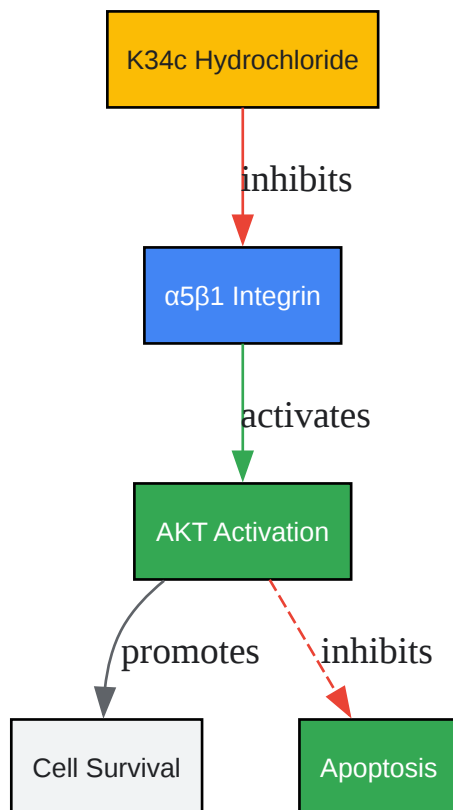 K34c Hydrochloride
inhibits
α5β1 Integrin
activates
AKT Activation
promotes
inhibits
Cell Survival
Apoptosis